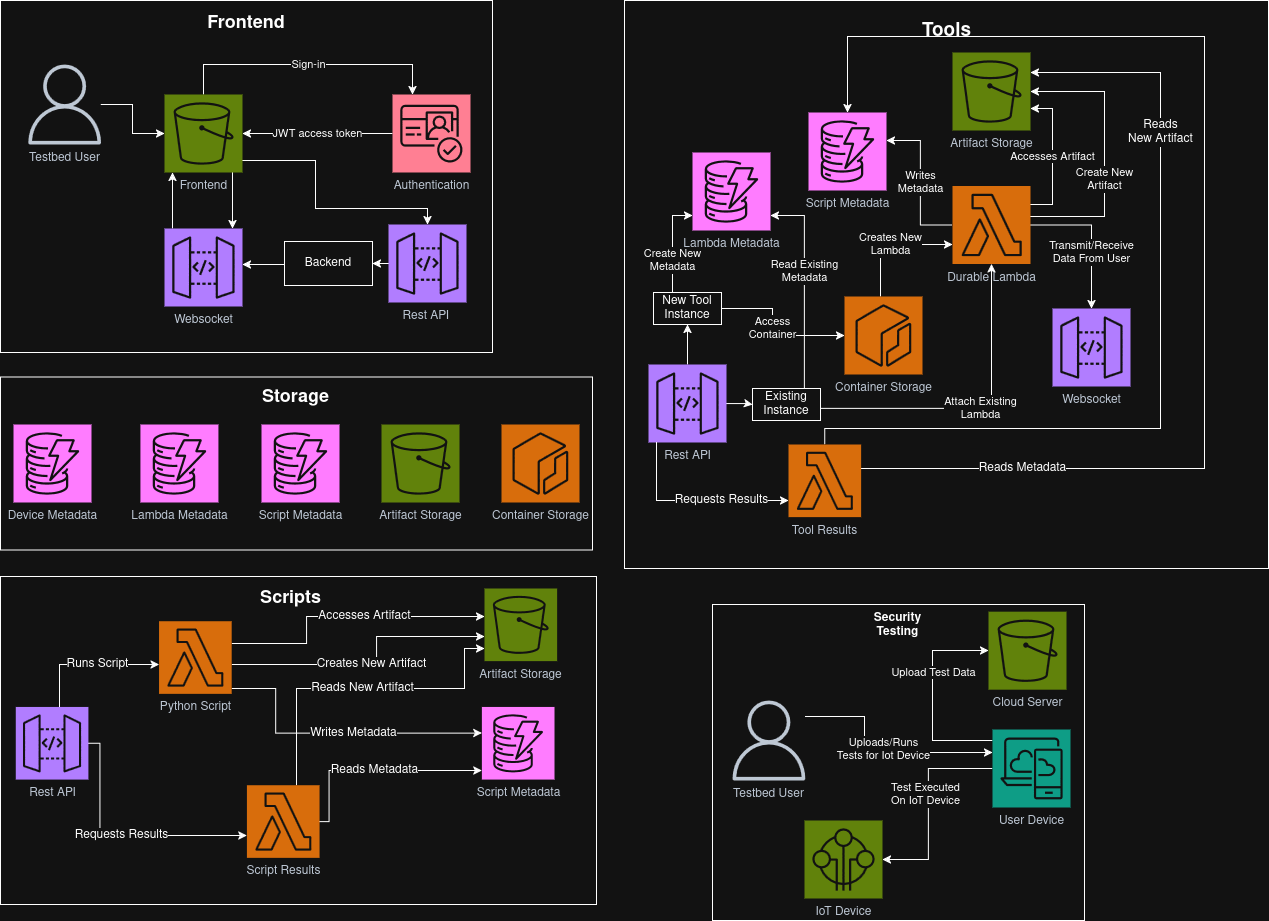 Frontend
Sign-in
JWT access token
Testbed User
Frontend
Authentication
Backend
Websocket
Rest API
Storage
Device Metadata
Lambda Metadata
Script Metadata
Artifact Storage
Container Storage
Scripts
Accesses Artifact
Runs Script
Creates New Artifact
Artifact Storage
Reads New Artifact
Python Script
Writes Metadata
Reads Metadata
Rest API
Script Metadata
Requests Results
Script Results
Tools
Reads
New Artifact
Artifact Storage
Accesses Artifact
Create New
Artifact
Writes
Metadata
Script Metadata
Lambda Metadata
Creates New
Lambda
Transmit/Receive
Data From User
Create New
Metadata
Read Existing
Metadata
Durable Lambda
New Tool
Instance
Access
Container
Container Storage
Websocket
Existing
Instance
Attach Existing
Lambda
Rest API
Reads Metadata
Requests Results
Tool Results
Security
Testing
Upload Test Data
Cloud Server
Uploads/Runs
Tests for Iot Device
Testbed User
Test Executed
On IoT Device
User Device
IoT Device